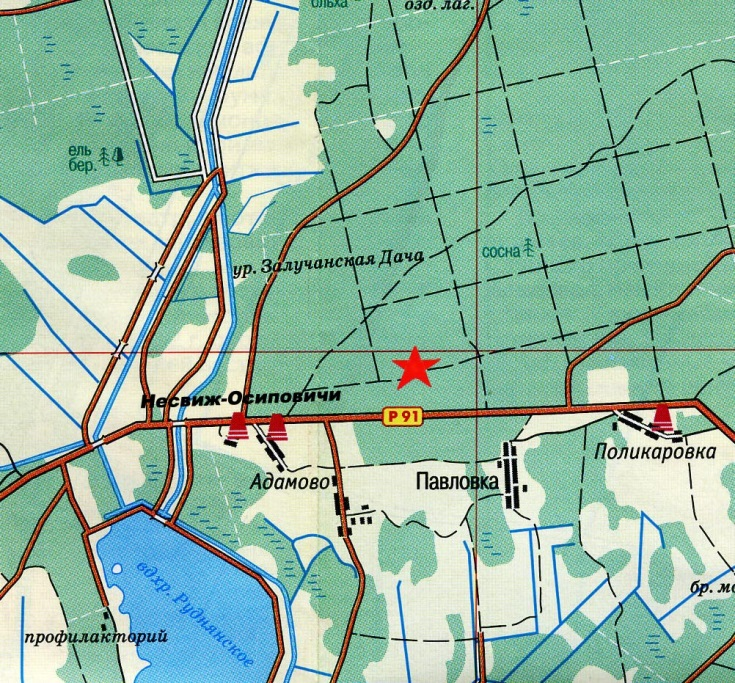 ольха
озд. лаг.
ель
бер.
ур. Залучанская Дача
сосна
Несвиж-Осиповичи
Р 91
Поликаровка
Адамово
Павловка
вдхр. Руднянское
бр. мо
профилакторий